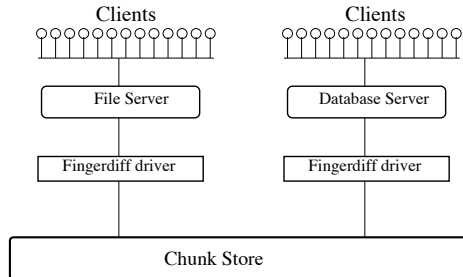 Clients Clients
File Server Database Server
Fingerdiff driver Fingerdiff driver
Chunk Store